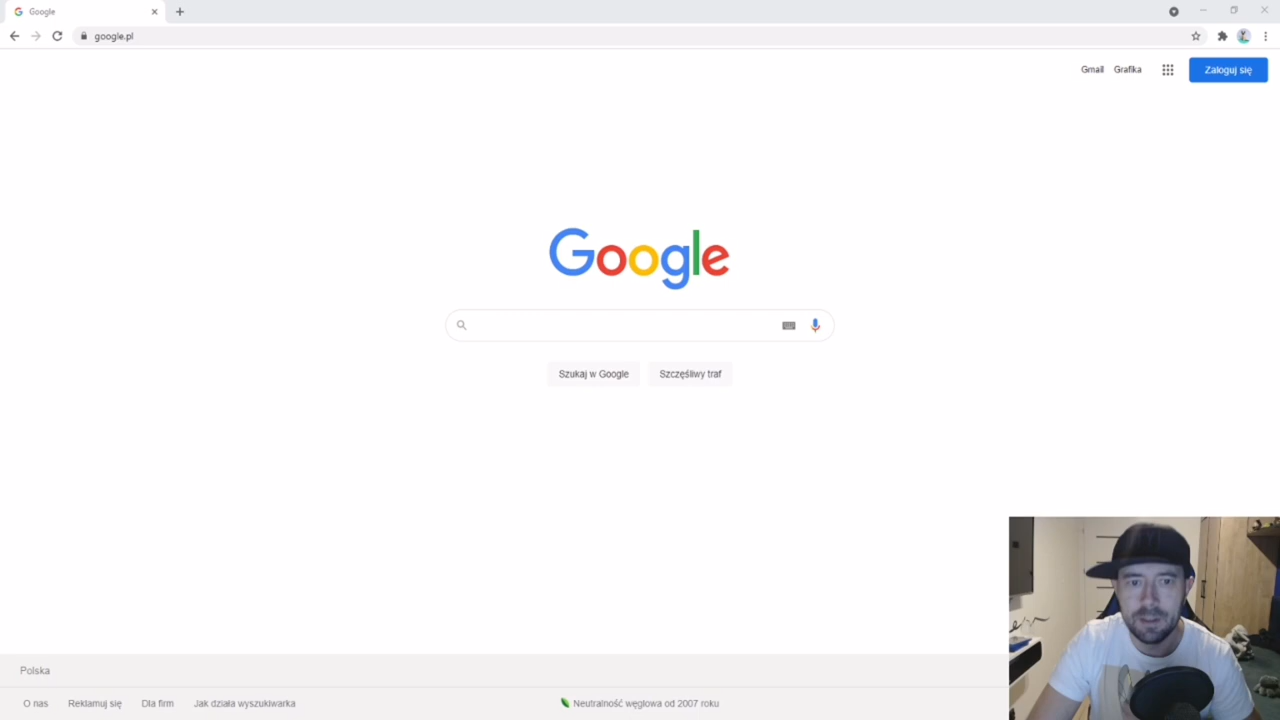 Google
google.pl
Gmail Grafika Zaloguj się
Google
Szukaj w Google Szczęśliwy traf
Polska
O nas Reklamuj się Dla firm Jak działa wyszukiwarka Neutralność węglowa od 2007 roku